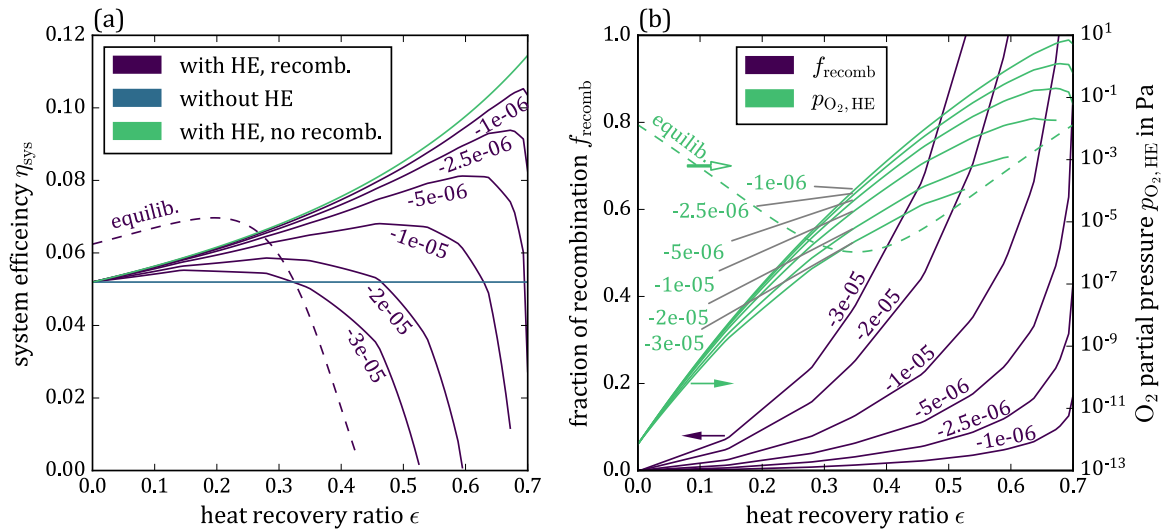 (a)
0.12
0.10
0.08
0.06
0.04
0.02
0.00
system efficeincy η_sys
with HE, recomb.
without HE
with HE, no recomb.
equilib.
-1e-06
-2.5e-06
-5e-06
-1e-05
-2e-05
-3e-05
0.0 0.1 0.2 0.3 0.4 0.5 0.6 0.7
heat recovery ratio ϵ
(b)
1.0
0.8
0.6
0.4
0.2
0.0
fraction of recombination f_recomb
f_recomb
p_O₂, HE
equilib.
-1e-06
-2.5e-06
-5e-06
-1e-05
-2e-05
-3e-05
-3e-05
-2e-05
-1e-05
-5e-06
-2.5e-06
-1e-06
0.0 0.1 0.2 0.3 0.4 0.5 0.6 0.7
heat recovery ratio ϵ
10¹
10⁻¹
10⁻³
10⁻⁵
10⁻⁷
10⁻⁹
10⁻¹¹
10⁻¹³
O₂ partial pressure p_O₂, HE in Pa